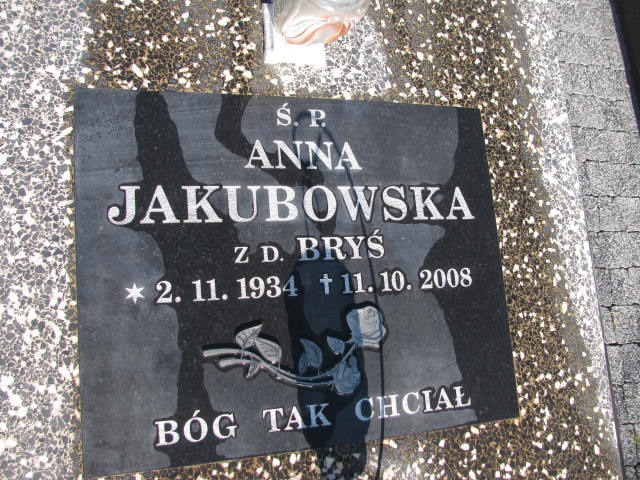 Ś. P.
ANNA
JAKUBOWSKA
Z D. BRYŚ
* 2. 11. 1934 † 11. 10. 2008
BÓG TAK CHCIAŁ